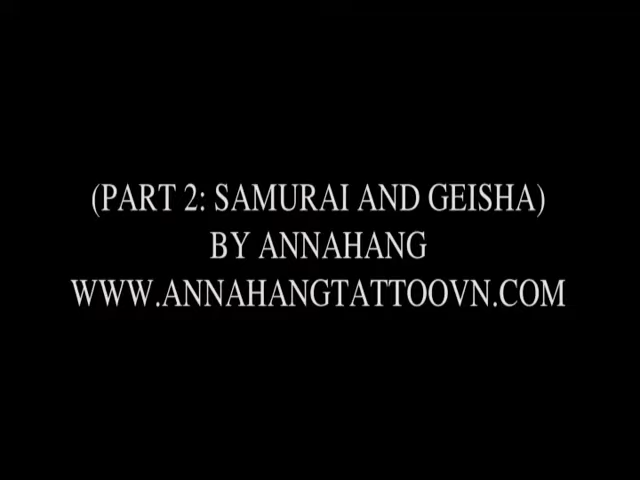 (PART 2: SAMURAI AND GEISHA)
BY ANNAHANG
WWW.ANNAHANGTATTOOVN.COM